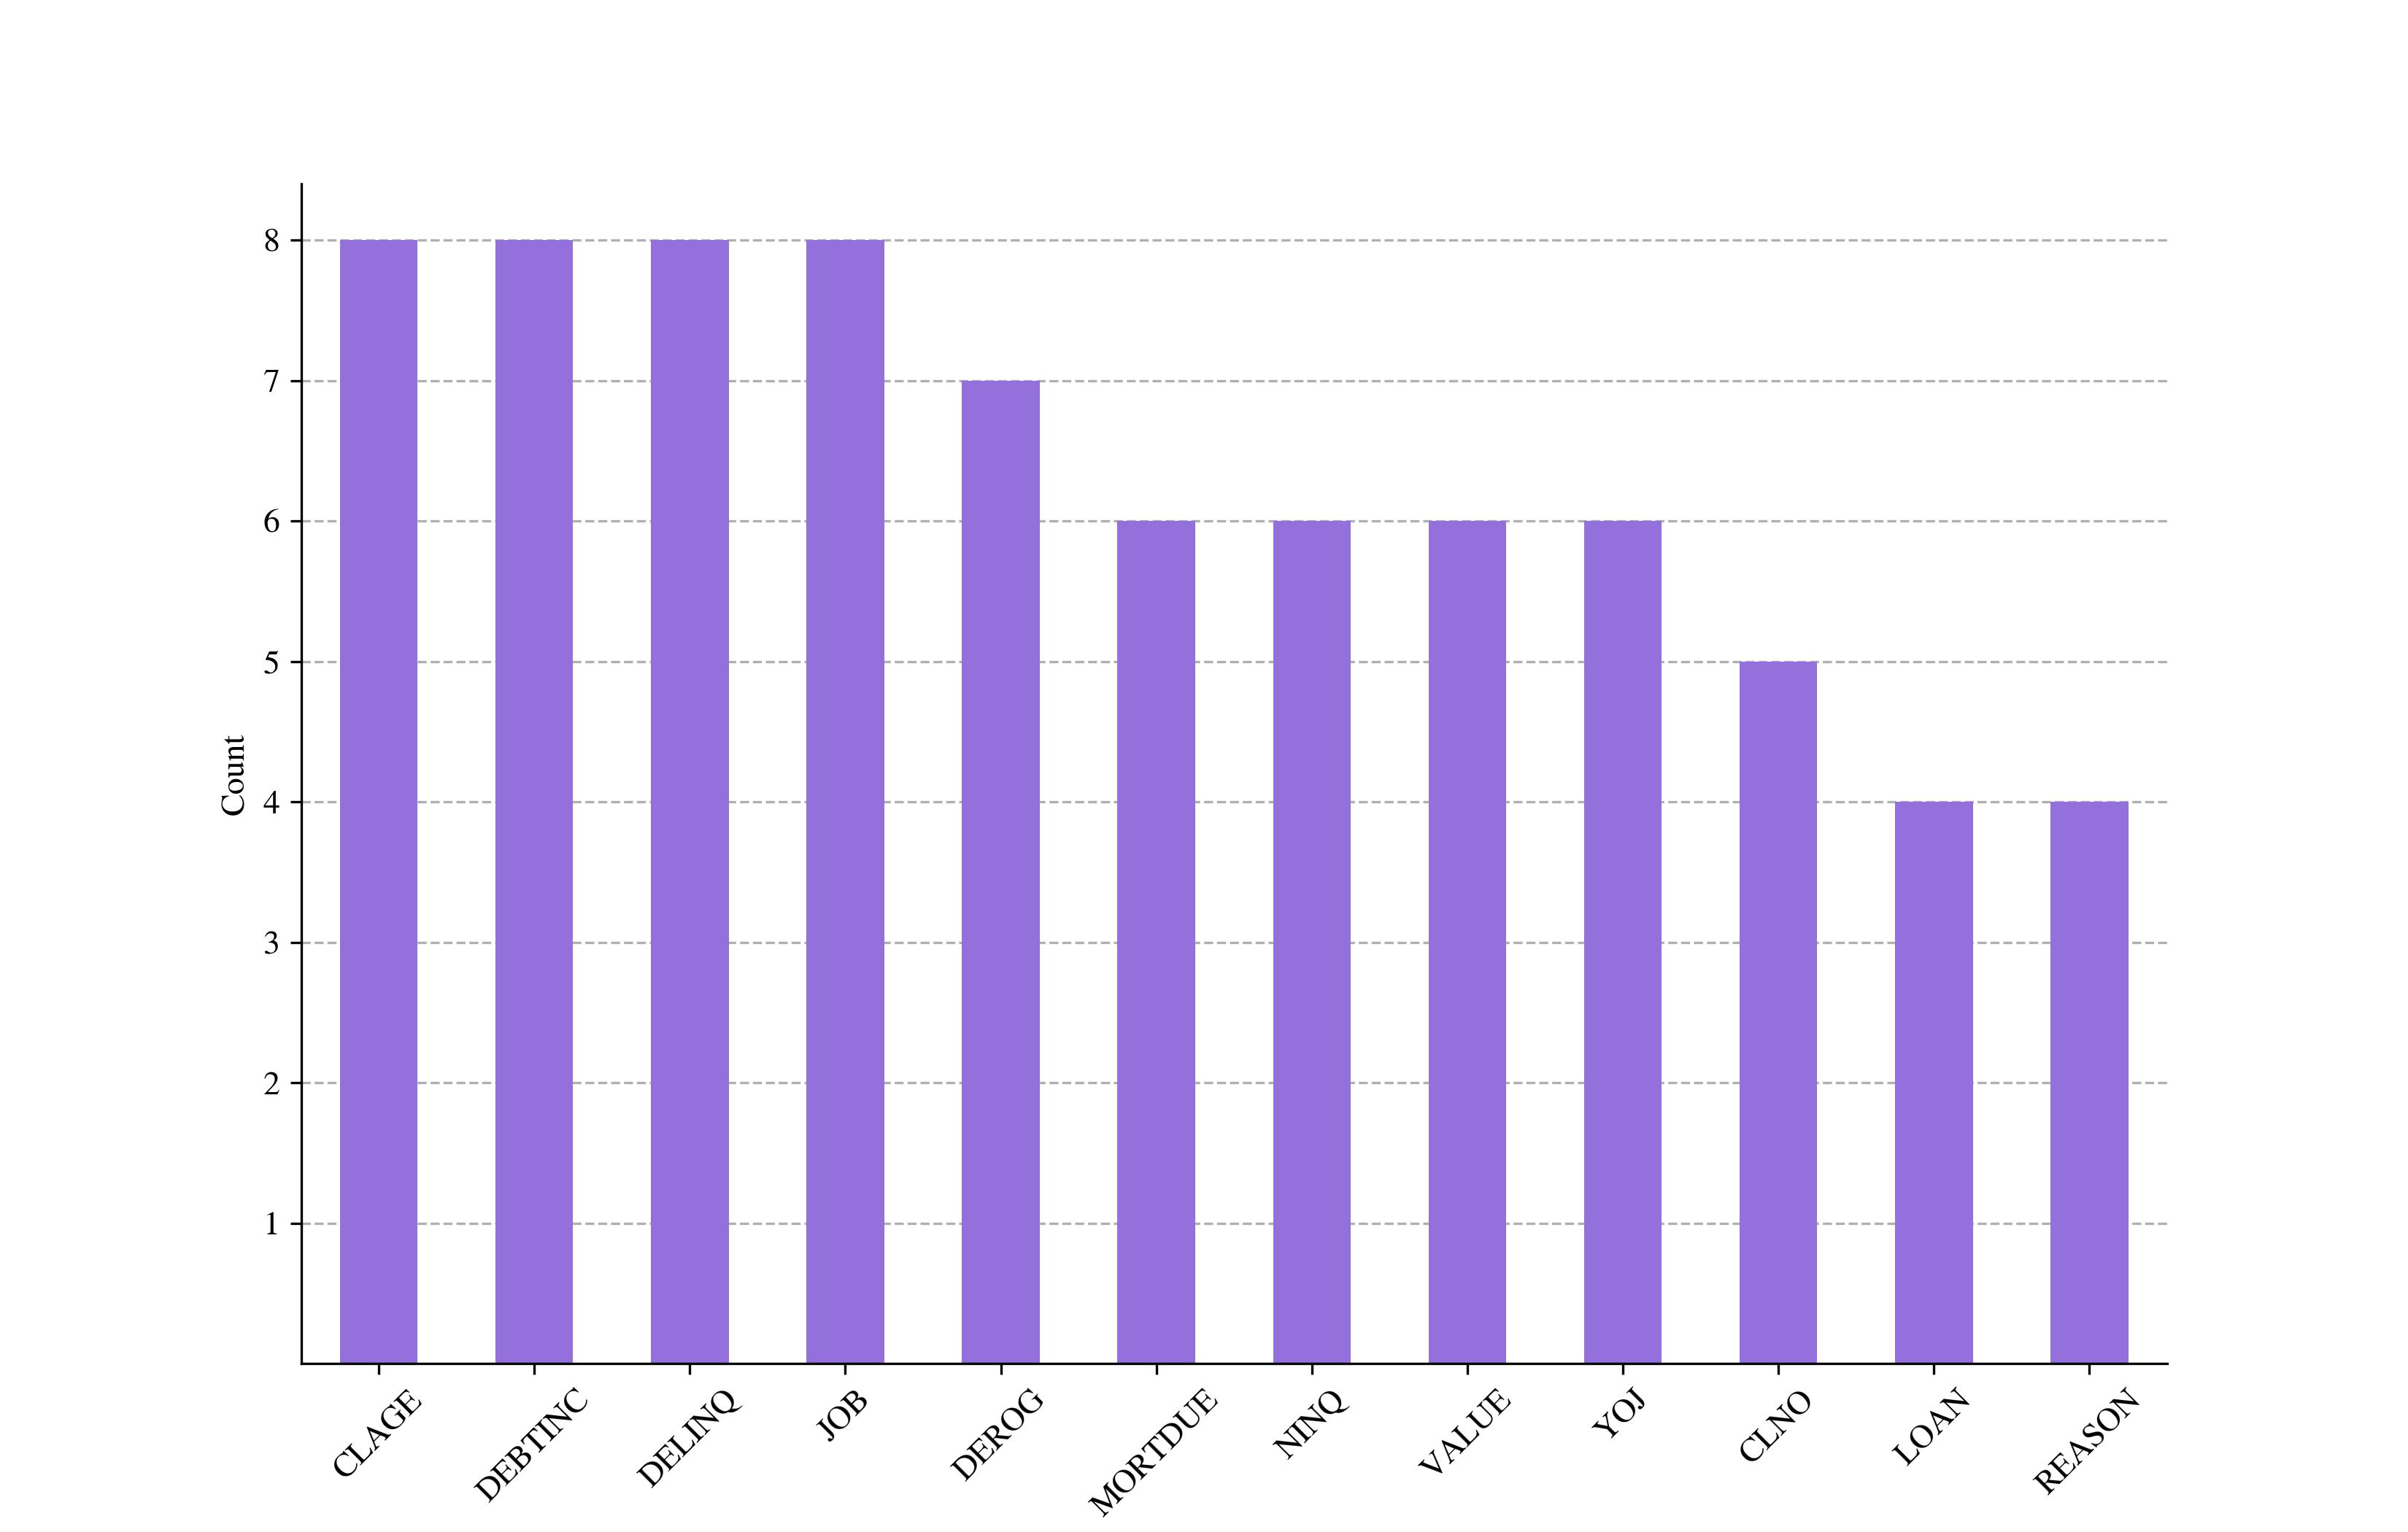 8
7
6
5
4
3
2
1
Count
CLAGE
DEBTINC
DELINQ
JOB
DEROG
MORTDUE
NINQ
VALUE
YOJ
CLNO
LOAN
REASON